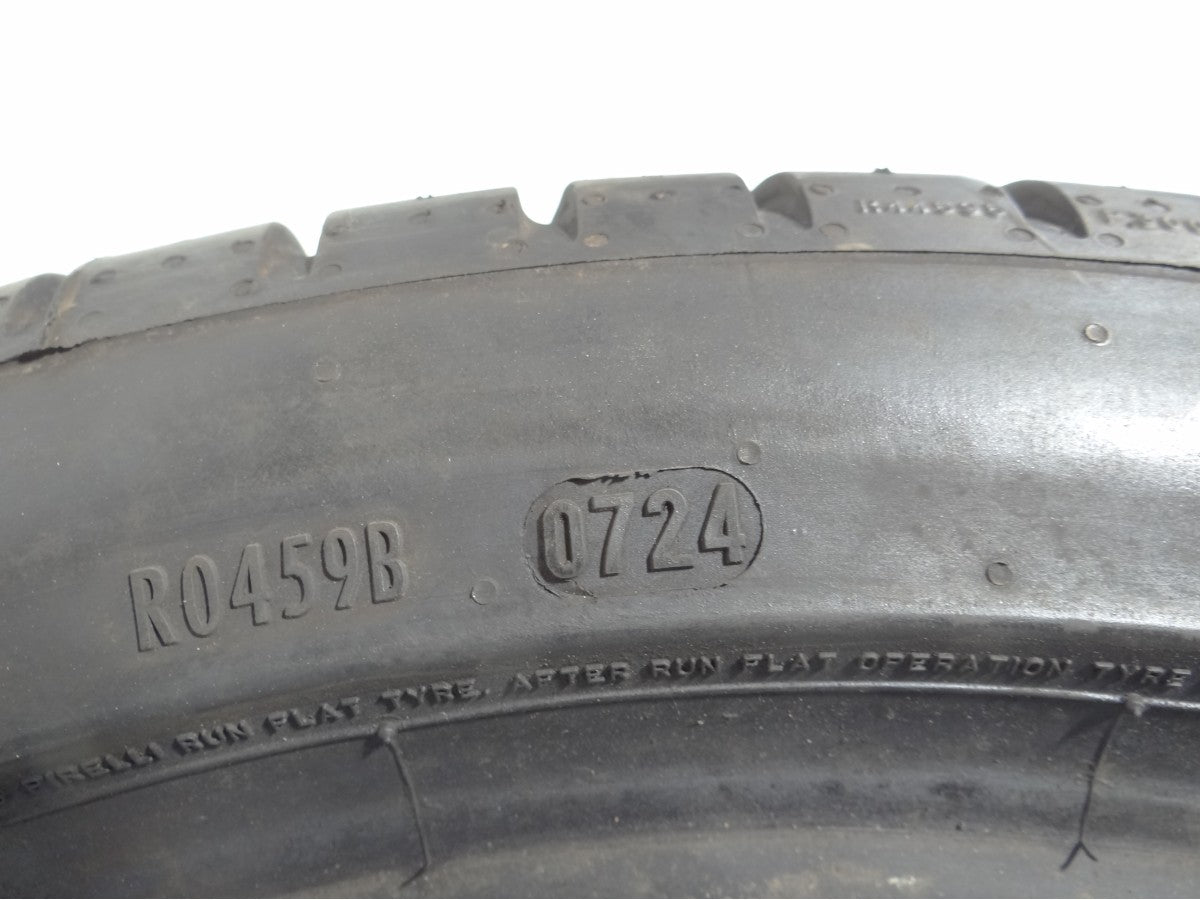 R0459B 0724
PIRELLI RUN FLAT TYRE. AFTER RUN FLAT OPERATION TYRE